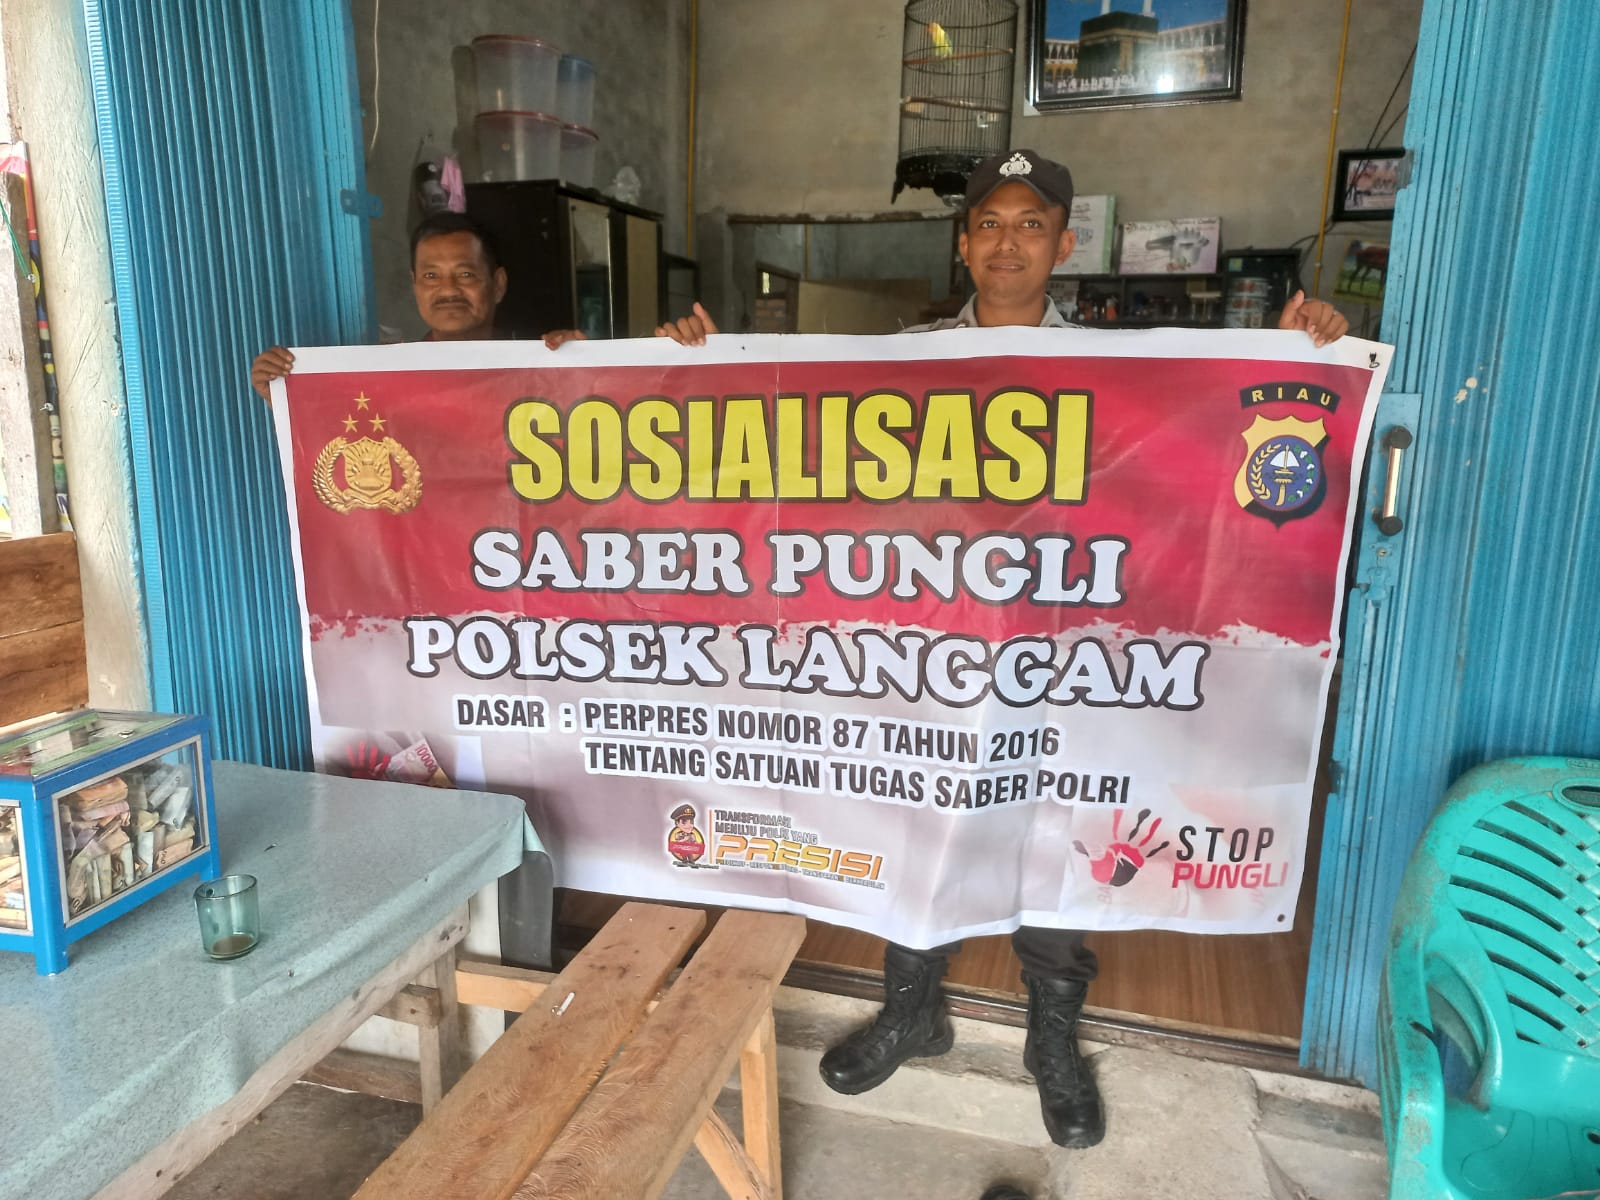 RIAU
SOSIALISASI
SABER PUNGLI
POLSEK LANGGAM
DASAR : PERPRES NOMOR 87 TAHUN 2016
TENTANG SATUAN TUGAS SABER POLRI
TRANSFORMASI
MENUJU POLRI YANG
PRESISI
STOP
PUNGLI